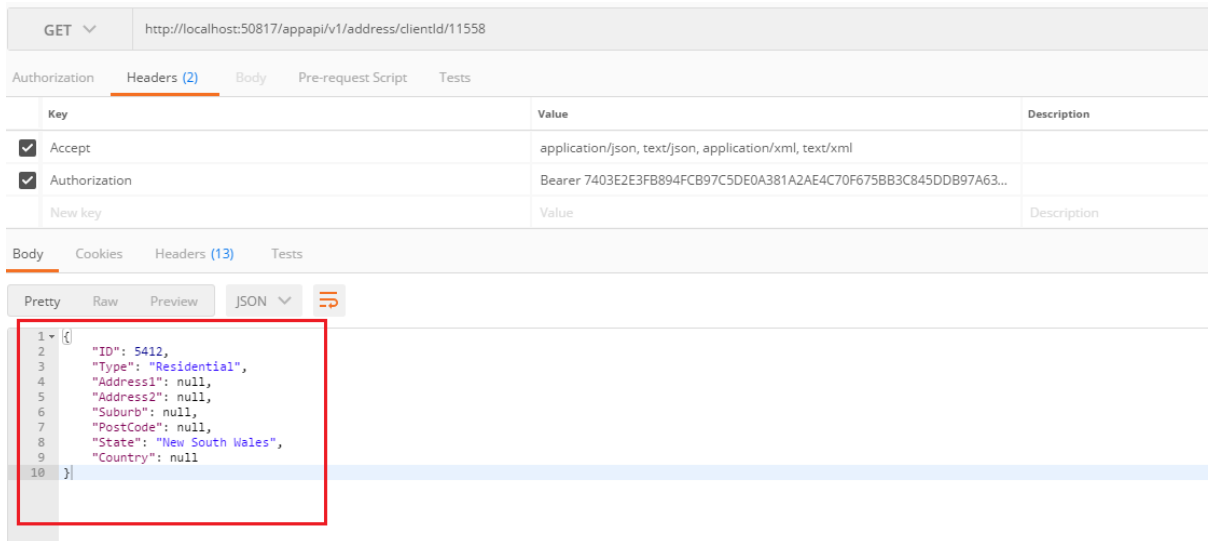 GET http://localhost:50817/appapi/v1/address/clientId/11558
Authorization Headers (2) Body Pre-request Script Tests
Key Value Description
Accept application/json, text/json, application/xml, text/xml
Authorization Bearer 7403E2E3FB894FCB97C5DE0A381A2AE4C70F675BB3C845DDB97A63...
New key Value Description
Body Cookies Headers (13) Tests
Pretty Raw Preview JSON
1 {
2 "ID": 5412,
3 "Type": "Residential",
4 "Address1": null,
5 "Address2": null,
6 "Suburb": null,
7 "PostCode": null,
8 "State": "New South Wales",
9 "Country": null
10 }